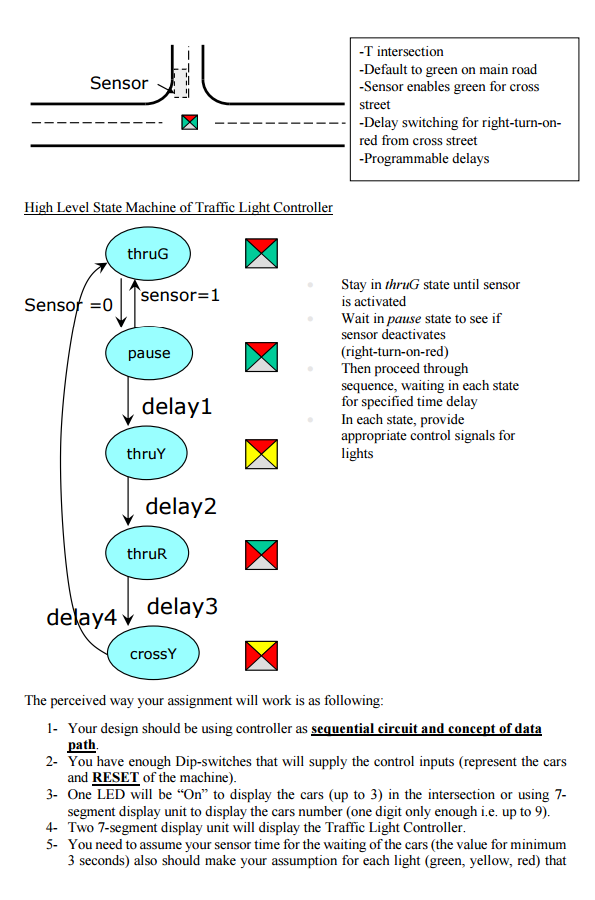 Sensor
-T intersection
-Default to green on main road
-Sensor enables green for cross
street
-Delay switching for right-turn-on-
red from cross street
-Programmable delays
High Level State Machine of Traffic Light Controller
thruG
Sensor =0
sensor=1
pause
delay1
thruY
delay2
thruR
delay3
delay4
crossY
Stay in thruG state until sensor
is activated
Wait in pause state to see if
sensor deactivates
(right-turn-on-red)
Then proceed through
sequence, waiting in each state
for specified time delay
In each state, provide
appropriate control signals for
lights
The perceived way your assignment will work is as following:
1- Your design should be using controller as sequential circuit and concept of data
path.
2- You have enough Dip-switches that will supply the control inputs (represent the cars
and RESET of the machine).
3- One LED will be “On” to display the cars (up to 3) in the intersection or using 7-
segment display unit to display the cars number (one digit only enough i.e. up to 9).
4- Two 7-segment display unit will display the Traffic Light Controller.
5- You need to assume your sensor time for the waiting of the cars (the value for minimum
3 seconds) also should make your assumption for each light (green, yellow, red) that